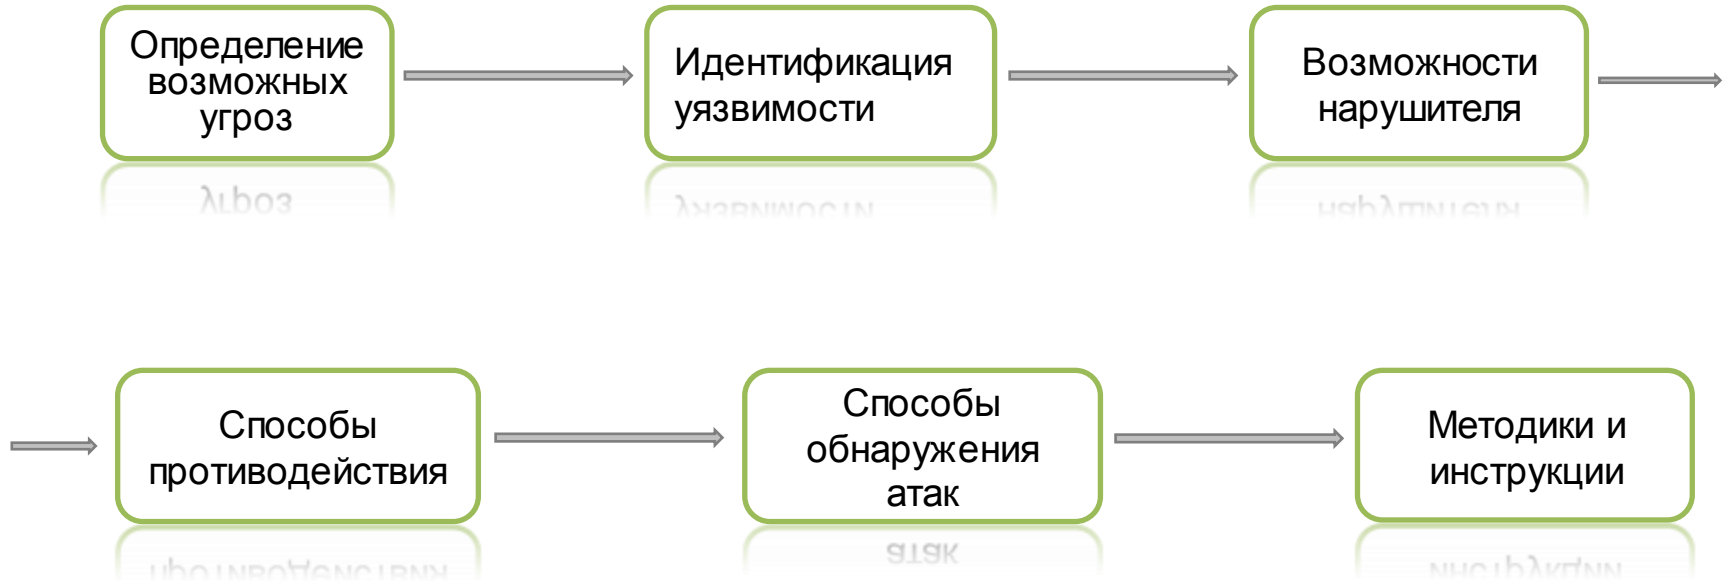 Определение
возможных
угроз
Идентификация
уязвимости
Возможности
нарушителя
Способы
противодействия
Способы
обнаружения
атак
Методики и
инструкции